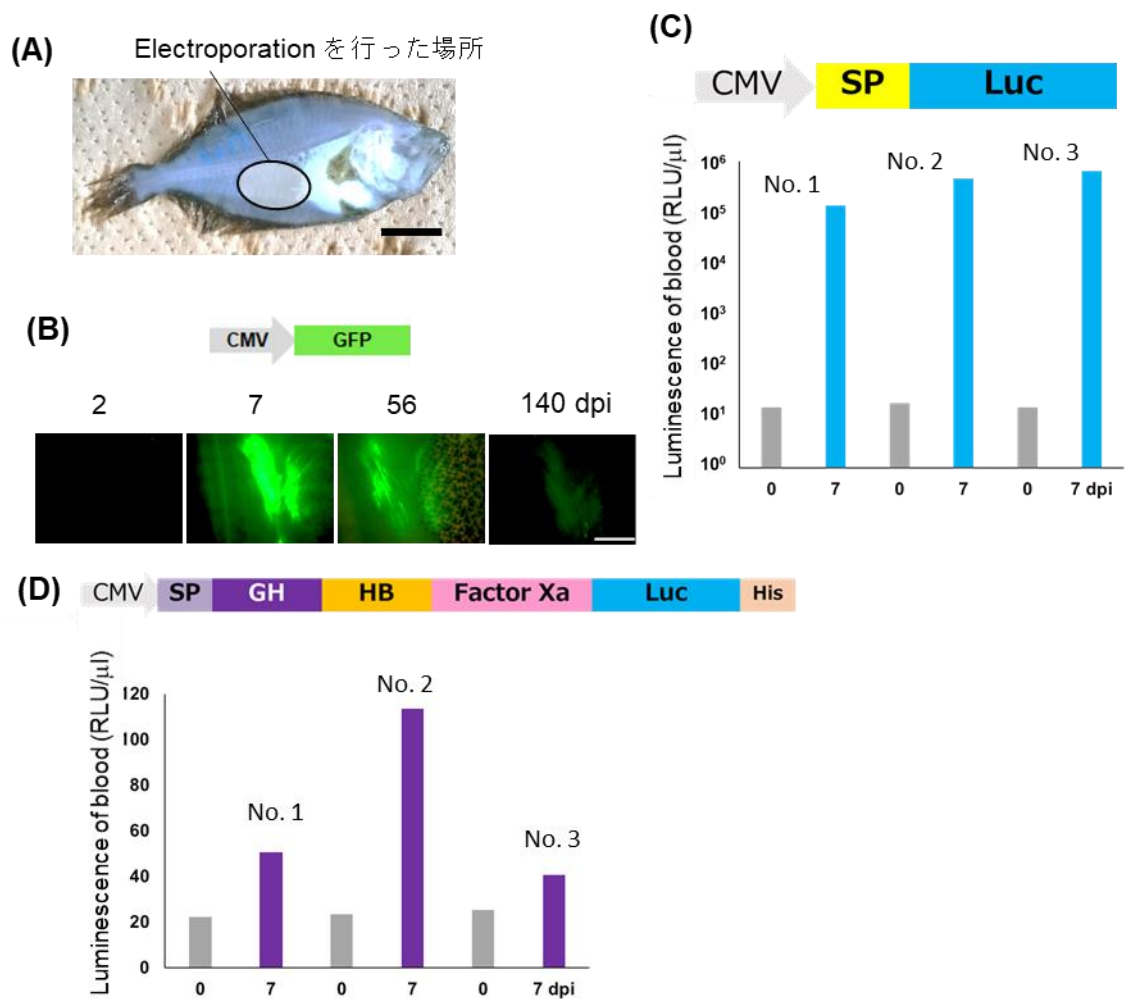 (A)
Electroporation を行った場所
(B)
CMV GFP
2 7 56 140 dpi
(C)
CMV SP Luc
Luminescence of blood (RLU/μl)
10⁶
10⁵
10⁴
10³
10²
10¹
10⁰
No. 1 No. 2 No. 3
0 7 0 7 0 7 dpi
(D)
CMV SP GH HB Factor Xa Luc His
Luminescence of blood (RLU/μl)
120
100
80
60
40
20
0
No. 1 No. 2 No. 3
0 7 0 7 0 7 dpi